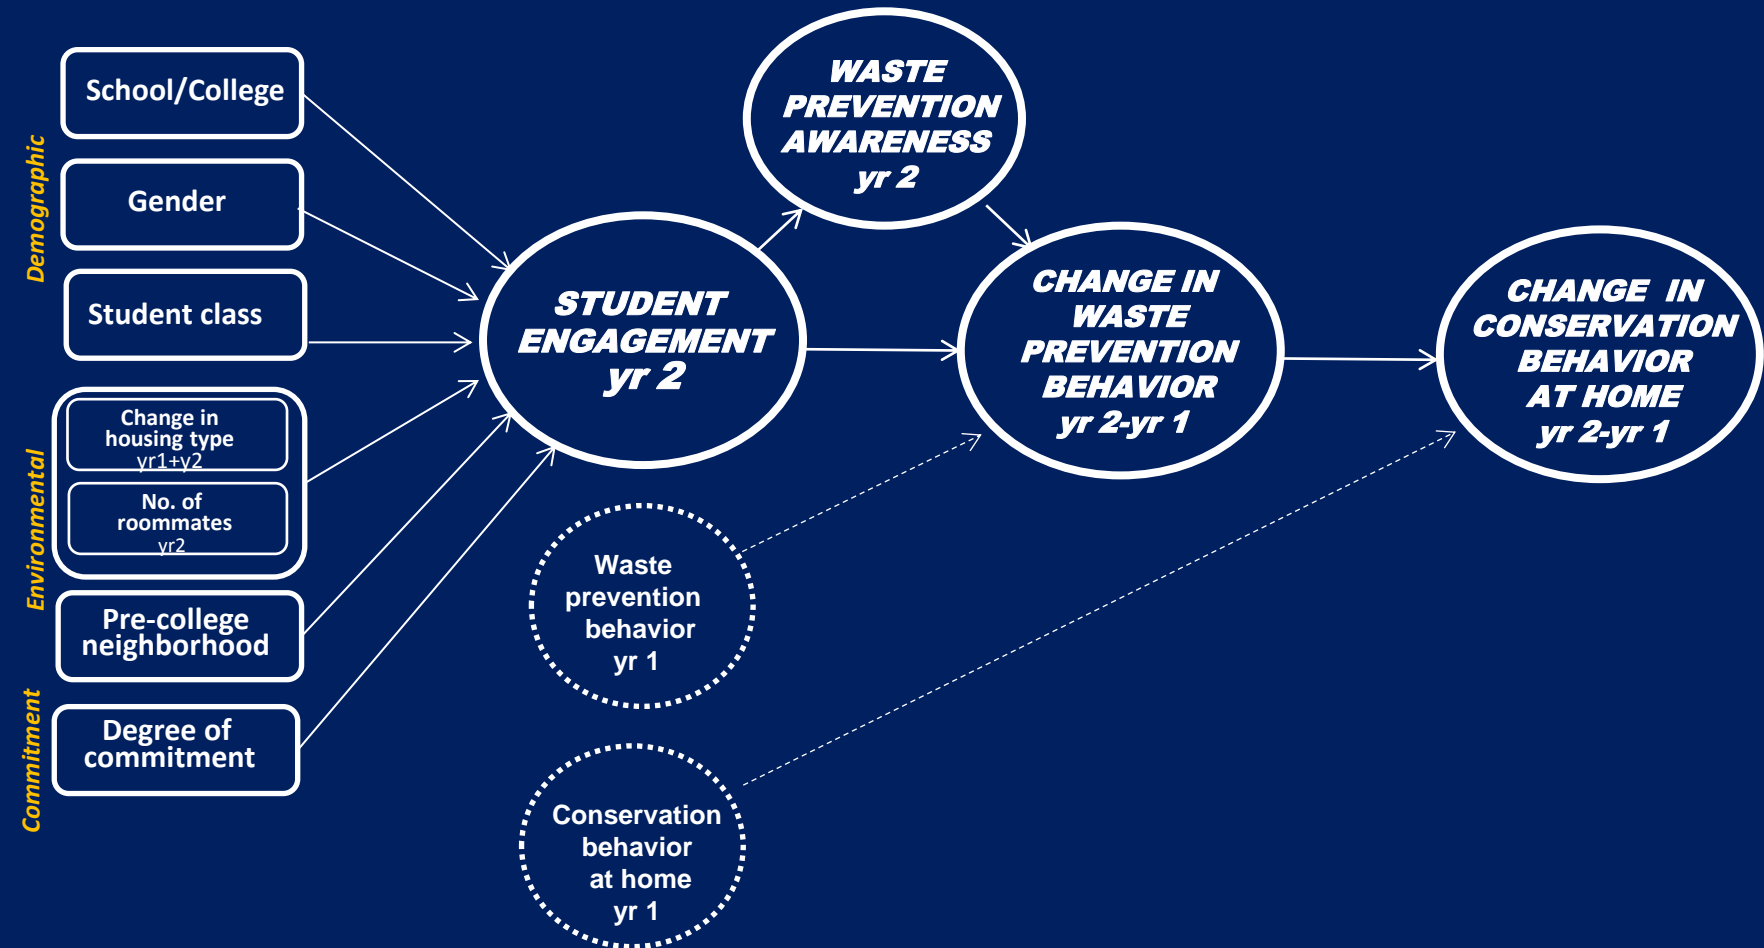 Demographic
School/College
Gender
Student class
Environmental
Change in
housing type
yr1+y2
No. of
roommates
yr2
Pre-college
neighborhood
Commitment
Degree of
commitment
STUDENT
ENGAGEMENT
yr 2
WASTE
PREVENTION
AWARENESS
yr 2
CHANGE IN
WASTE
PREVENTION
BEHAVIOR
yr 2-yr 1
CHANGE IN
CONSERVATION
BEHAVIOR
AT HOME
yr 2-yr 1
Waste
prevention
behavior
yr 1
Conservation
behavior
at home
yr 1